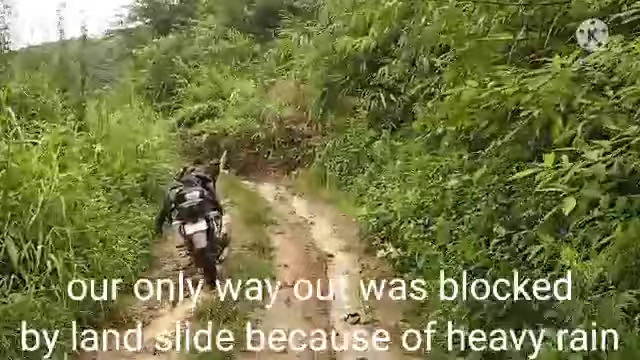 our only way out was blocked
by land slide because of heavy rain